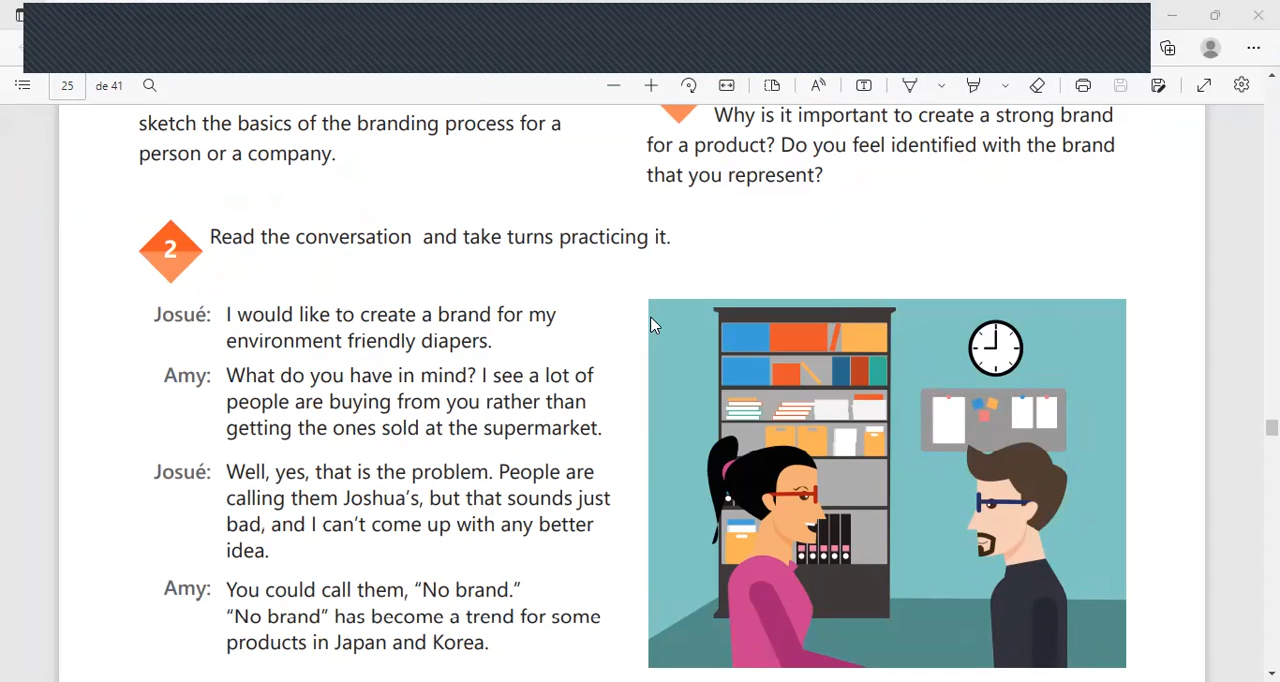 25 de 41
sketch the basics of the branding process for a
person or a company.
Why is it important to create a strong brand
for a product? Do you feel identified with the brand
that you represent?
2 Read the conversation and take turns practicing it.
Josué: I would like to create a brand for my
environment friendly diapers.
Amy: What do you have in mind? I see a lot of
people are buying from you rather than
getting the ones sold at the supermarket.
Josué: Well, yes, that is the problem. People are
calling them Joshua’s, but that sounds just
bad, and I can’t come up with any better
idea.
Amy: You could call them, “No brand.”
“No brand” has become a trend for some
products in Japan and Korea.